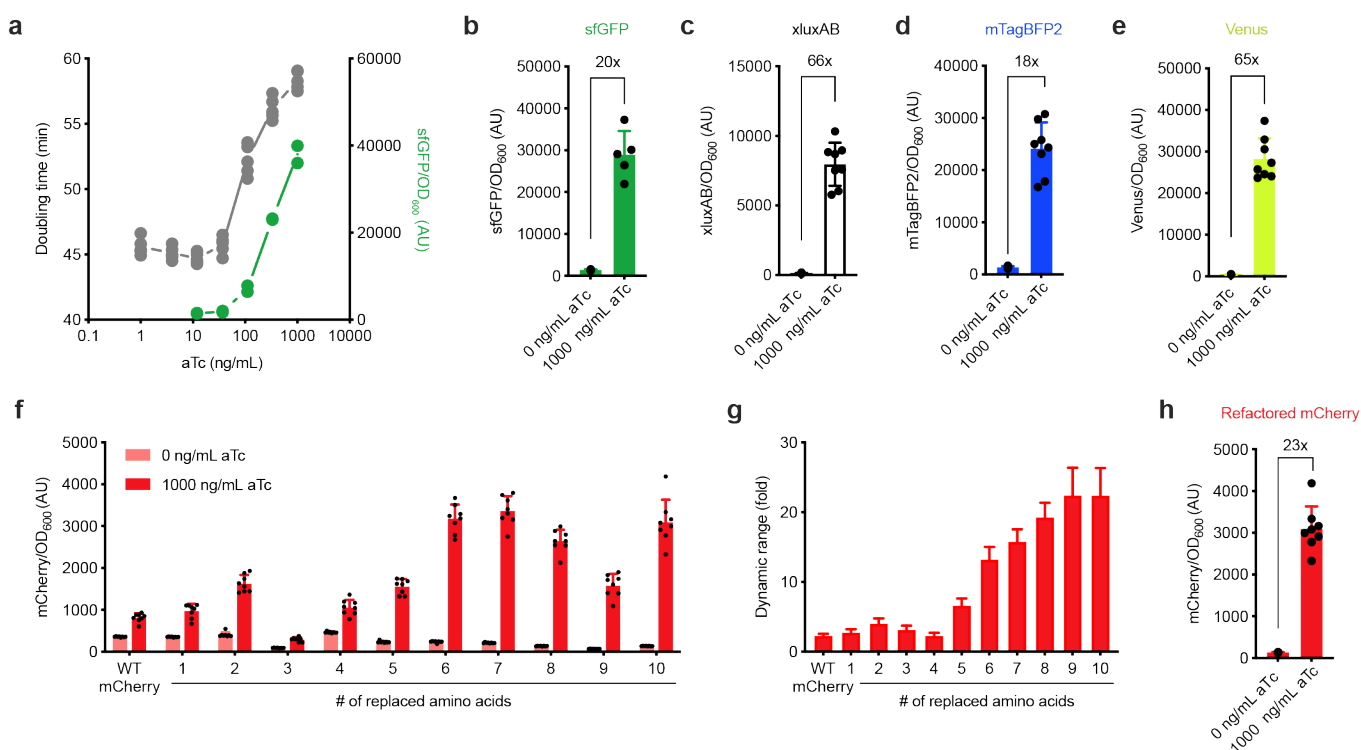 a
60
55
50
45
40
Doubling time (min)
60000
40000
20000
0
sfGFP/OD600 (AU)
0.1
1
10
100
1000
10000
aTc (ng/mL)
b
sfGFP
20x
50000
40000
30000
20000
10000
0
sfGFP/OD600 (AU)
0 ng/mL aTc
1000 ng/mL aTc
c
xluxAB
66x
15000
10000
5000
0
xluxAB/OD600 (AU)
0 ng/mL aTc
1000 ng/mL aTc
d
mTagBFP2
18x
40000
30000
20000
10000
0
mTagBFP2/OD600 (AU)
0 ng/mL aTc
1000 ng/mL aTc
e
Venus
65x
50000
40000
30000
20000
10000
0
Venus/OD600 (AU)
0 ng/mL aTc
1000 ng/mL aTc
f
5000
4000
3000
2000
1000
0
mCherry/OD600 (AU)
0 ng/mL aTc
1000 ng/mL aTc
WT
mCherry
1
2
3
4
5
6
7
8
9
10
# of replaced amino acids
g
30
20
10
0
Dynamic range (fold)
WT
mCherry
1
2
3
4
5
6
7
8
9
10
# of replaced amino acids
h
Refactored mCherry
23x
5000
4000
3000
2000
1000
0
mCherry/OD600 (AU)
0 ng/mL aTc
1000 ng/mL aTc